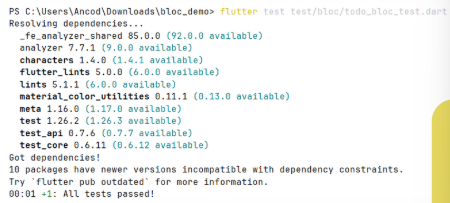 PS C:\Users\Ancod\Downloads\bloc_demo> flutter test test/bloc/todo_bloc_test.dart
Resolving dependencies...
  _fe_analyzer_shared 85.0.0 (92.0.0 available)
  analyzer 7.7.1 (9.0.0 available)
  characters 1.4.0 (1.4.1 available)
  flutter_lints 5.0.0 (6.0.0 available)
  lints 5.1.1 (6.0.0 available)
  material_color_utilities 0.11.1 (0.13.0 available)
  meta 1.16.0 (1.17.0 available)
  test 1.26.2 (1.26.3 available)
  test_api 0.7.6 (0.7.7 available)
  test_core 0.6.11 (0.6.12 available)
Got dependencies!
10 packages have newer versions incompatible with dependency constraints.
Try `flutter pub outdated` for more information.
00:01 +1: All tests passed!